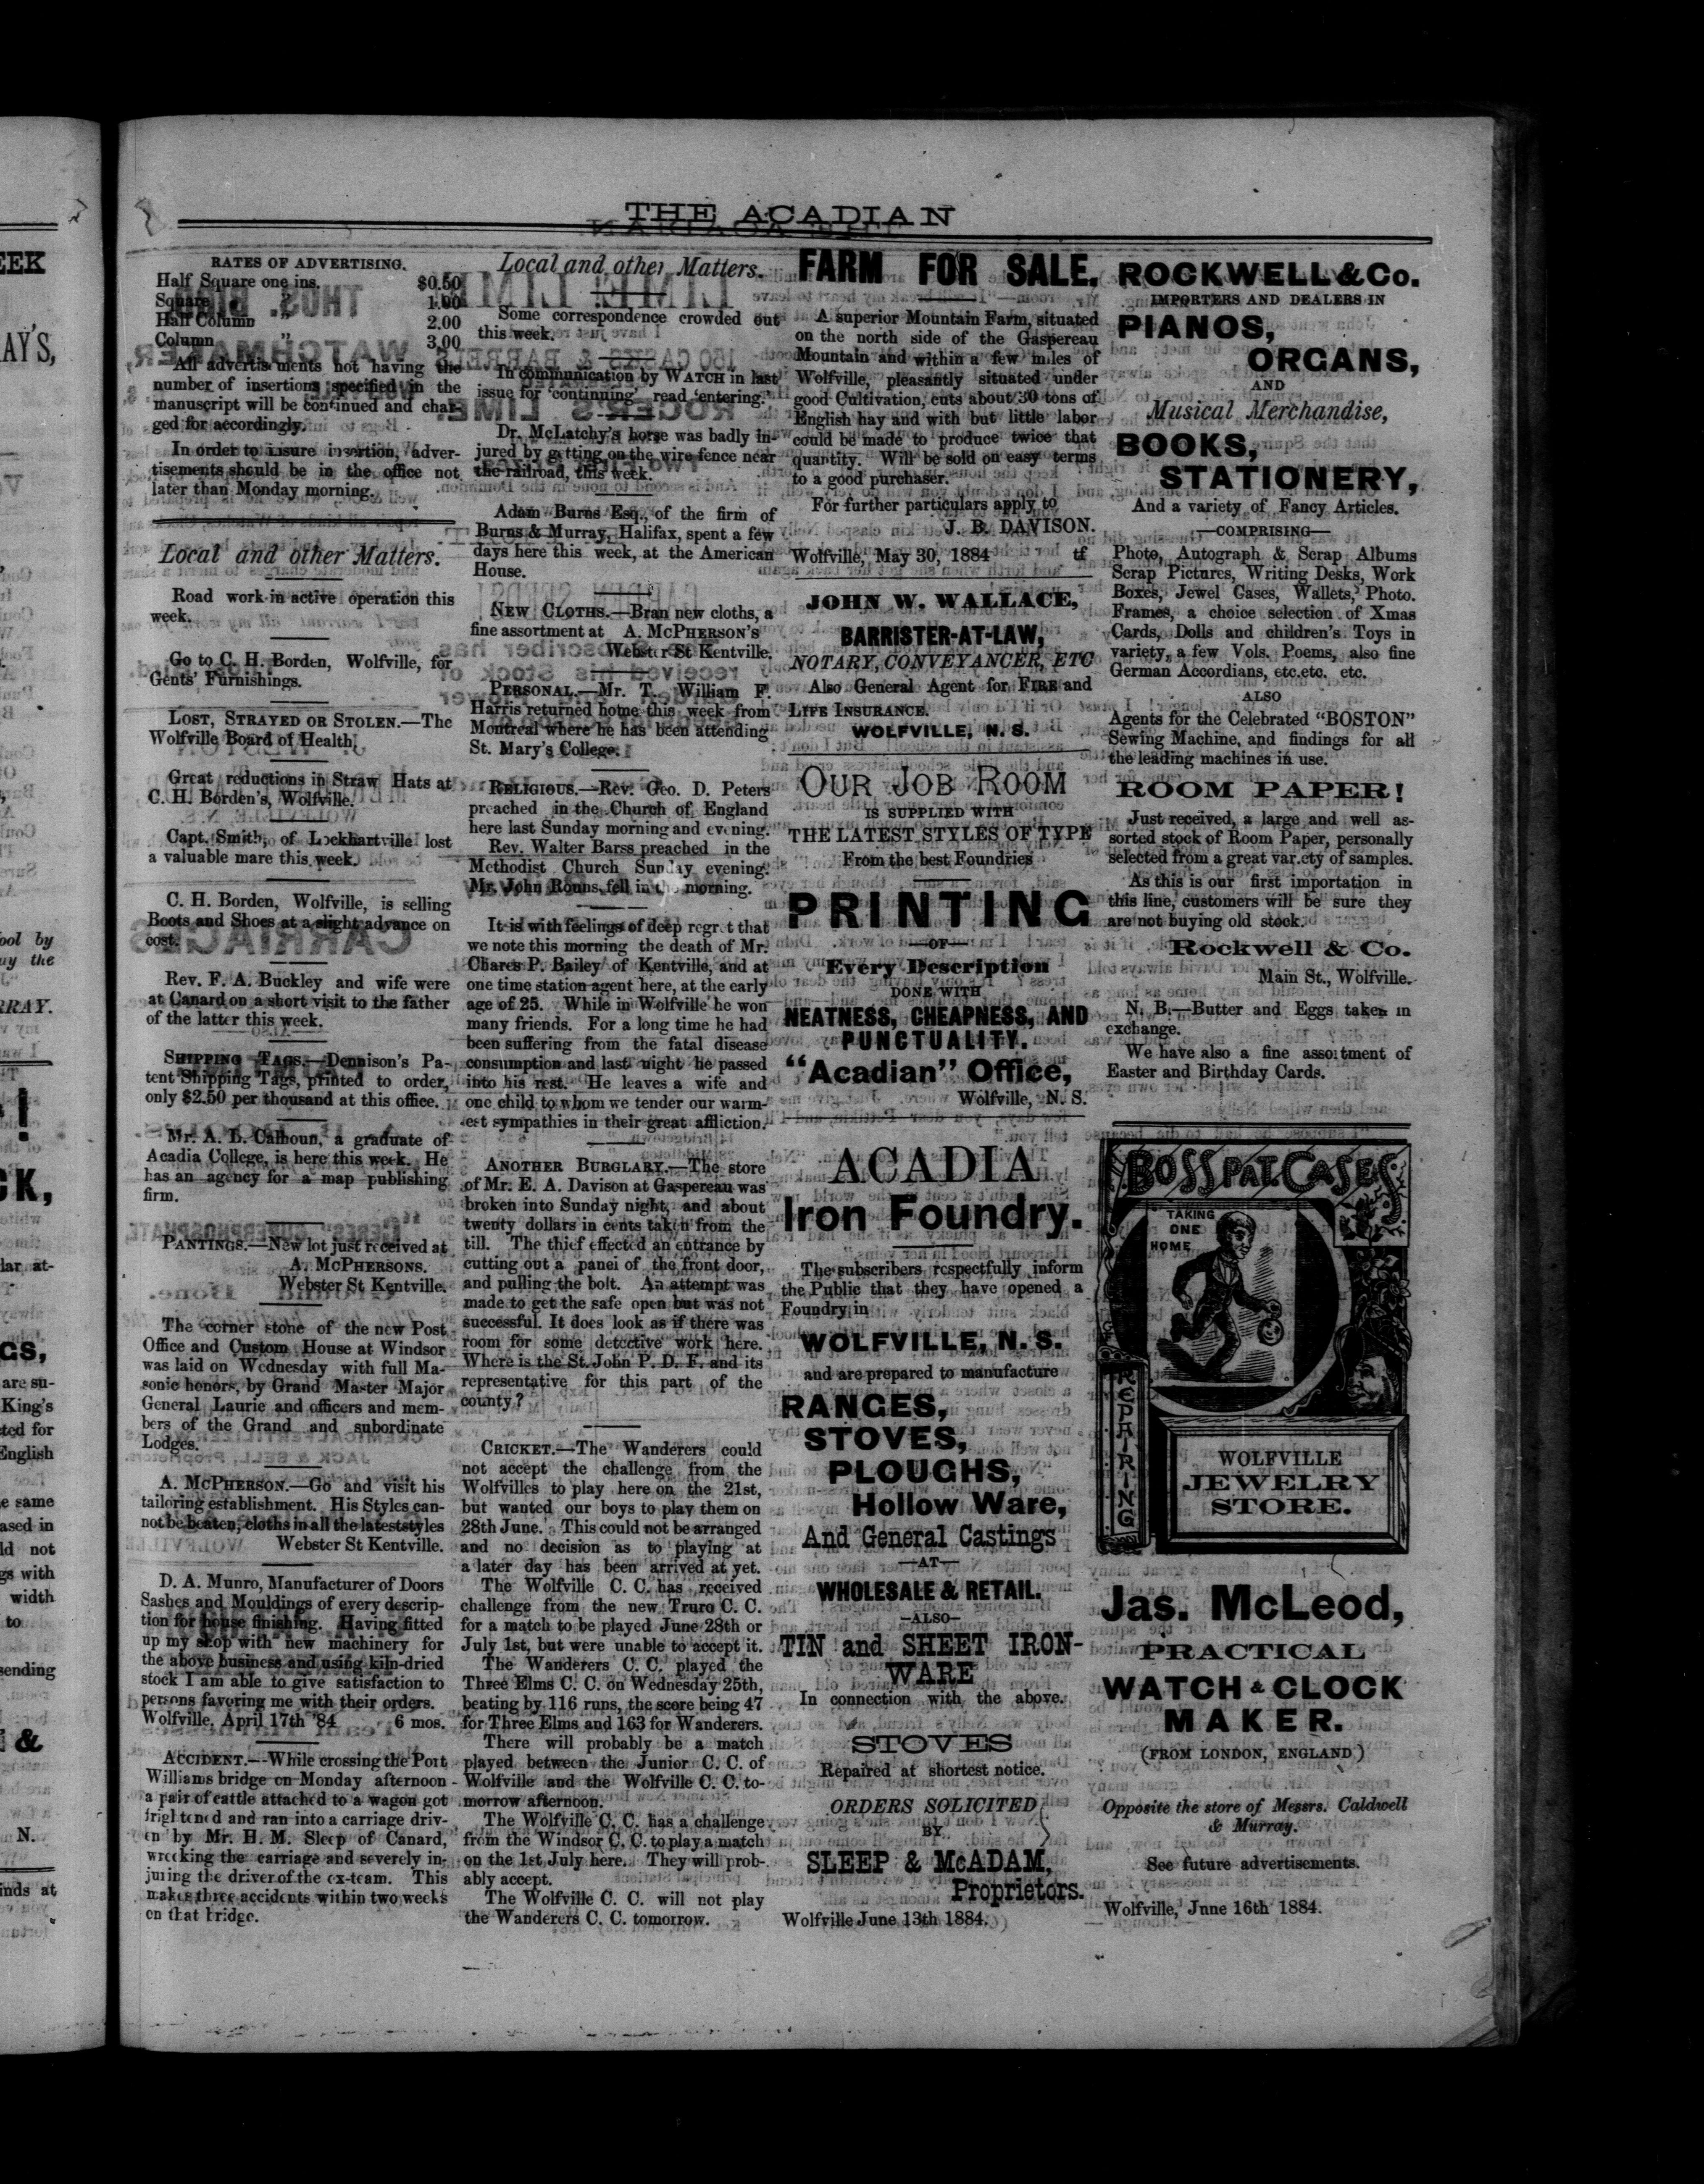 THE ACADIAN
RATES OF ADVERTISING.
Half Square one ins. $0.50
Square " 1.00
Half Column " 2.00
Column " 3.00
All advertisments not having the
number of insertions specified in the
manuscript will be continued and char-
ged for accordingly.
In order to insure insertion, adver-
tisements should be in the office not
later than Monday morning.
Local and other Matters.
Road work in active operation this
week.
Go to C. H. Borden, Wolfville, for
Gents' Furnishings.
LOST, STRAYED OR STOLEN.—The
Wolfville Board of Health.
Great reductions in Straw Hats at
C. H. Borden's, Wolfville.
Capt. Smith, of Lockhartville lost
a valuable mare this week.
C. H. Borden, Wolfville, is selling
Boots and Shoes at a slight advance on
cost.
Rev. F. A. Buckley and wife were
at Canard on a short visit to the father
of the latter this week.
SHIPPING TAGS.—Dennison's Pa-
tent Shipping Tags, printed to order,
only $2.50 per thousand at this office.
Mr. A. L. Calhoun, a graduate of
Acadia College, is here this week. He
has an agency for a map publishing
firm.
PANTINGS.—New lot just received at
A. MCPHERSONS.
Webster St Kentville.
The corner stone of the new Post
Office and Custom House at Windsor
was laid on Wednesday with full Ma-
sonic honors, by Grand Master Major
General Laurie and officers and mem-
bers of the Grand and subordinate
Lodges.
A. MCPHERSON.—Go and visit his
tailoring establishment. His Styles can-
not be beaten, cloths in all the lateststyles
Webster St Kentville.
D. A. Munro, Manufacturer of Doors
Sashes and Mouldings of every descrip-
tion for house finishing. Having fitted
up my shop with new machinery for
the above business and using kiln-dried
stock I am able to give satisfaction to
persons favoring me with their orders.
Wolfville, April 17th '84 6 mos.
ACCIDENT.—While crossing the Port
Williams bridge on Monday afternoon
a pair of cattle attached to a wagon got
frightened and ran into a carriage driv-
en by Mr. H. M. Sleep of Canard,
wrecking the carriage and severely in-
juring the driver of the ox-team. This
makes three accidents within two weeks
on that bridge.
Local and other Matters.
Some correspondence crowded out
this week.
In communication by WATCH in last
issue for 'continuing' read 'entering.'
Dr. McLatchy's horse was badly in-
jured by getting on the wire fence near
the railroad, this week.
Adam Burns Esq., of the firm of
Burns & Murray, Halifax, spent a few
days here this week, at the American
House.
NEW CLOTHS.—Bran new cloths, a
fine assortment at A. MCPHERSON'S
Webster St Kentville.
PERSONAL.—Mr. T. William F.
Harris returned home this week from
Montreal where he has been attending
St. Mary's College.
RELIGIOUS.—Rev. Geo. D. Peters
preached in the Church of England
here last Sunday morning and evening.
Rev. Walter Barss preached in the
Methodist Church Sunday evening.
Mr. John Rouns, fell in the morning.
It is with feelings of deep regret that
we note this morning the death of Mr.
Chares P. Bailey of Kentville, and at
one time station agent here, at the early
age of 25. While in Wolfville he won
many friends. For a long time he had
been suffering from the fatal disease
consumption and last night he passed
into his rest. He leaves a wife and
one child to whom we tender our warm-
est sympathies in their great affliction.
ANOTHER BURGLARY.—The store
of Mr. E. A. Davison at Gaspereau was
broken into Sunday night, and about
twenty dollars in cents taken from the
till. The thief effected an entrance by
cutting out a panel of the front door,
and pulling the bolt. An attempt was
made to get the safe open but was not
successful. It does look as if there was
room for some detective work here.
Where is the St. John P. D. F. and its
representative for this part of the
county?
CRICKET.—The Wanderers could
not accept the challenge from the
Wolfvilles to play here on the 21st,
but wanted our boys to play them on
28th June. This could not be arranged
and no decision as to playing at
a later day has been arrived at yet.
The Wolfville C. C. has received
challenge from the new Truro C. C.
for a match to be played June 28th or
July 1st, but were unable to accept it.
The Wanderers C. C. played the
Three Elms C. C. on Wednesday 25th,
beating by 116 runs, the score being 47
for Three Elms and 163 for Wanderers.
There will probably be a match
played between the Junior C. C. of
Wolfville and the Wolfville C. C. to-
morrow afternoon.
The Wolfville C. C. has a challenge
from the Windsor C. C. to play a match
on the 1st July here. They will prob-
ably accept.
The Wolfville C. C. will not play
the Wanderers C. C. tomorrow.
FARM FOR SALE,
A superior Mountain Farm, situated
on the north side of the Gaspereau
Mountain and within a few miles of
Wolfville, pleasantly situated under
good Cultivation, cuts about 30 tons of
English hay and with but little labor
could be made to produce twice that
quantity. Will be sold on easy terms
to a good purchaser.
For further particulars apply to
J. B. DAVISON.
Wolfville, May 30, 1884 tf
JOHN W. WALLACE,
BARRISTER-AT-LAW,
NOTARY, CONVEYANCER, ETC
Also General Agent for FIRE and
LIFE INSURANCE.
WOLFVILLE, N. S.
OUR JOB ROOM
IS SUPPLIED WITH
THE LATEST STYLES OF TYPE
From the best Foundries
PRINTING
—OF—
Every Description
DONE WITH
NEATNESS, CHEAPNESS, AND
PUNCTUALITY.
"Acadian" Office,
Wolfville, N. S.
ACADIA
Iron Foundry.
The subscribers respectfully inform
the Public that they have opened a
Foundry in
WOLFVILLE, N. S.
and are prepared to manufacture
RANGES,
STOVES,
PLOUGHS,
Hollow Ware,
And General Castings
—AT—
WHOLESALE & RETAIL.
—ALSO—
TIN and SHEET IRON-
WARE
In connection with the above.
STOVES
Repaired at shortest notice.
ORDERS SOLICITED
BY
SLEEP & McADAM,
Proprietors.
Wolfville June 13th 1884.
ROCKWELL & Co.
IMPORTERS AND DEALERS IN
PIANOS,
ORGANS,
AND
Musical Merchandise,
BOOKS,
STATIONERY,
And a variety of Fancy Articles.
—COMPRISING—
Photo, Autograph & Scrap Albums
Scrap Pictures, Writing Desks, Work
Boxes, Jewel Cases, Wallets, Photo.
Frames, a choice selection of Xmas
Cards, Dolls and children's Toys in
variety, a few Vols. Poems, also fine
German Accordians, etc.etc. etc.
ALSO
Agents for the Celebrated "BOSTON"
Sewing Machine, and findings for all
the leading machines in use.
ROOM PAPER!
Just received, a large and well as-
sorted stock of Room Paper, personally
selected from a great variety of samples.
As this is our first importation in
this line, customers will be sure they
are not buying old stock.
Rockwell & Co.
Main St., Wolfville.
N. B.—Butter and Eggs taken in
exchange.
We have also a fine assortment of
Easter and Birthday Cards.
BOSS PAT. CASES
TAKING
ONE
HOME
REPAIRING
WOLFVILLE
JEWELRY
STORE.
Jas. McLeod,
PRACTICAL
WATCH & CLOCK
MAKER.
(FROM LONDON, ENGLAND)
Opposite the store of Messrs. Caldwell
& Murray.
See future advertisements.
Wolfville, June 16th 1884.